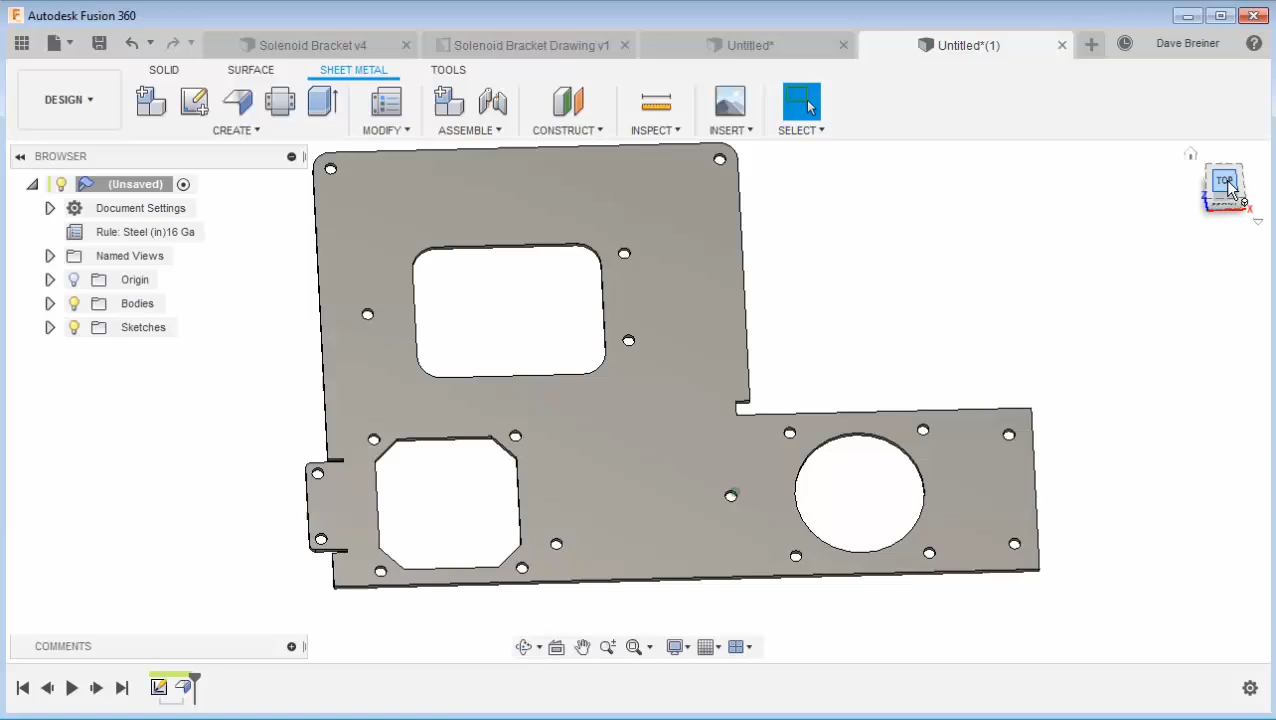 Autodesk Fusion 360
Solenoid Bracket v4
Solenoid Bracket Drawing v1
Untitled*
Untitled*(1)
Dave Breiner
SOLID
SURFACE
SHEET METAL
TOOLS
DESIGN
CREATE
MODIFY
ASSEMBLE
CONSTRUCT
INSPECT
INSERT
SELECT
BROWSER
(Unsaved)
Document Settings
Rule: Steel (in)16 Ga
Named Views
Origin
Bodies
Sketches
TOP
Z
X
COMMENTS